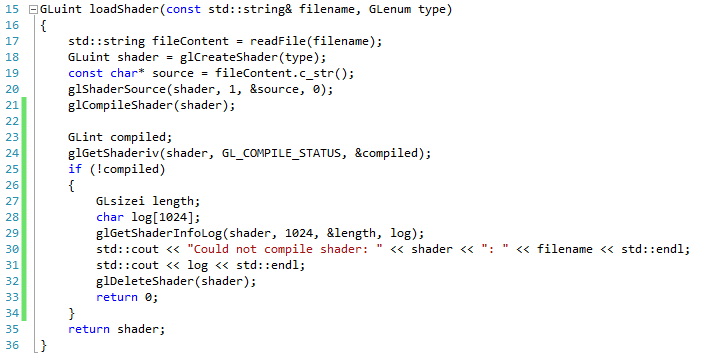 15 GLuint loadShader(const std::string& filename, GLenum type)
16 {
17     std::string fileContent = readFile(filename);
18     GLuint shader = glCreateShader(type);
19     const char* source = fileContent.c_str();
20     glShaderSource(shader, 1, &source, 0);
21     glCompileShader(shader);
22
23     GLint compiled;
24     glGetShaderiv(shader, GL_COMPILE_STATUS, &compiled);
25     if (!compiled)
26     {
27         GLsizei length;
28         char log[1024];
29         glGetShaderInfoLog(shader, 1024, &length, log);
30         std::cout << "Could not compile shader: " << shader << ": " << filename << std::endl;
31         std::cout << log << std::endl;
32         glDeleteShader(shader);
33         return 0;
34     }
35     return shader;
36 }